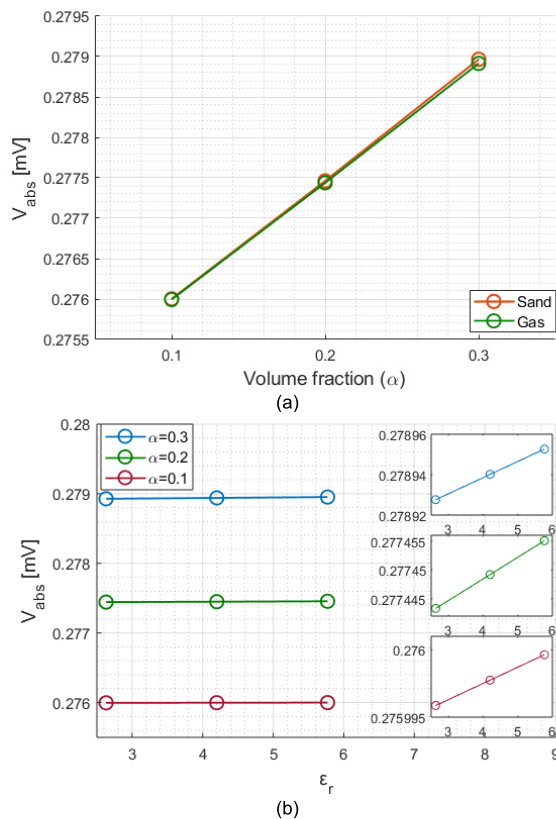 0.2795
0.279
0.2785
0.278
0.2775
0.277
0.2765
0.276
0.2755
V_abs [mV]
Sand
Gas
0.1 0.2 0.3
Volume fraction (α)
(a)
0.28
0.279
0.278
0.277
0.276
V_abs [mV]
α=0.3
α=0.2
α=0.1
0.27896
0.27894
0.27892
3 4 5 6
0.277455
0.27745
0.277445
3 4 5 6
0.276
0.275995
3 4 5 6
3 4 5 6 7 8 9
ε_r
(b)